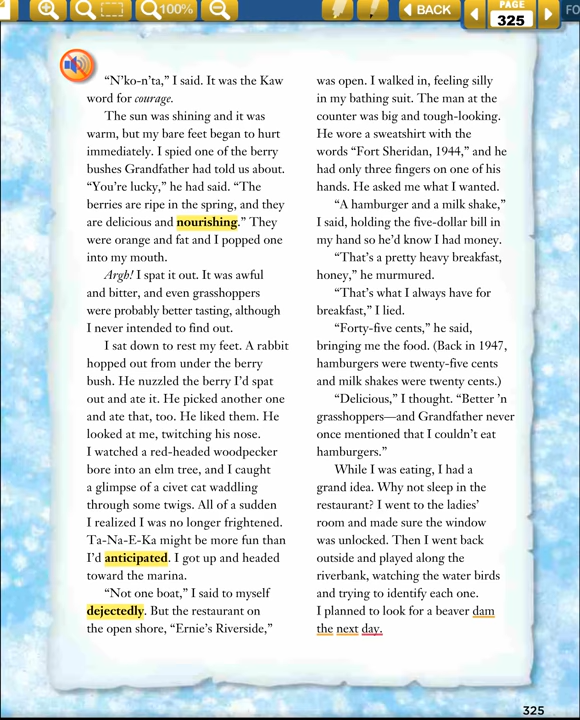 100%
BACK
PAGE
325
FO
“N’ko-n’ta,” I said. It was the Kaw
word for courage.
The sun was shining and it was
warm, but my bare feet began to hurt
immediately. I spied one of the berry
bushes Grandfather had told us about.
“You’re lucky,” he had said. “The
berries are ripe in the spring, and they
are delicious and nourishing.” They
were orange and fat and I popped one
into my mouth.
Argh! I spat it out. It was awful
and bitter, and even grasshoppers
were probably better tasting, although
I never intended to find out.
I sat down to rest my feet. A rabbit
hopped out from under the berry
bush. He nuzzled the berry I’d spat
out and ate it. He picked another one
and ate that, too. He liked them. He
looked at me, twitching his nose.
I watched a red-headed woodpecker
bore into an elm tree, and I caught
a glimpse of a civet cat waddling
through some twigs. All of a sudden
I realized I was no longer frightened.
Ta-Na-E-Ka might be more fun than
I’d anticipated. I got up and headed
toward the marina.
“Not one boat,” I said to myself
dejectedly. But the restaurant on
the open shore, “Ernie’s Riverside,”
was open. I walked in, feeling silly
in my bathing suit. The man at the
counter was big and tough-looking.
He wore a sweatshirt with the
words “Fort Sheridan, 1944,” and he
had only three fingers on one of his
hands. He asked me what I wanted.
“A hamburger and a milk shake,”
I said, holding the five-dollar bill in
my hand so he’d know I had money.
“That’s a pretty heavy breakfast,
honey,” he murmured.
“That’s what I always have for
breakfast,” I lied.
“Forty-five cents,” he said,
bringing me the food. (Back in 1947,
hamburgers were twenty-five cents
and milk shakes were twenty cents.)
“Delicious,” I thought. “Better ’n
grasshoppers—and Grandfather never
once mentioned that I couldn’t eat
hamburgers.”
While I was eating, I had a
grand idea. Why not sleep in the
restaurant? I went to the ladies’
room and made sure the window
was unlocked. Then I went back
outside and played along the
riverbank, watching the water birds
and trying to identify each one.
I planned to look for a beaver dam
the next day.
325